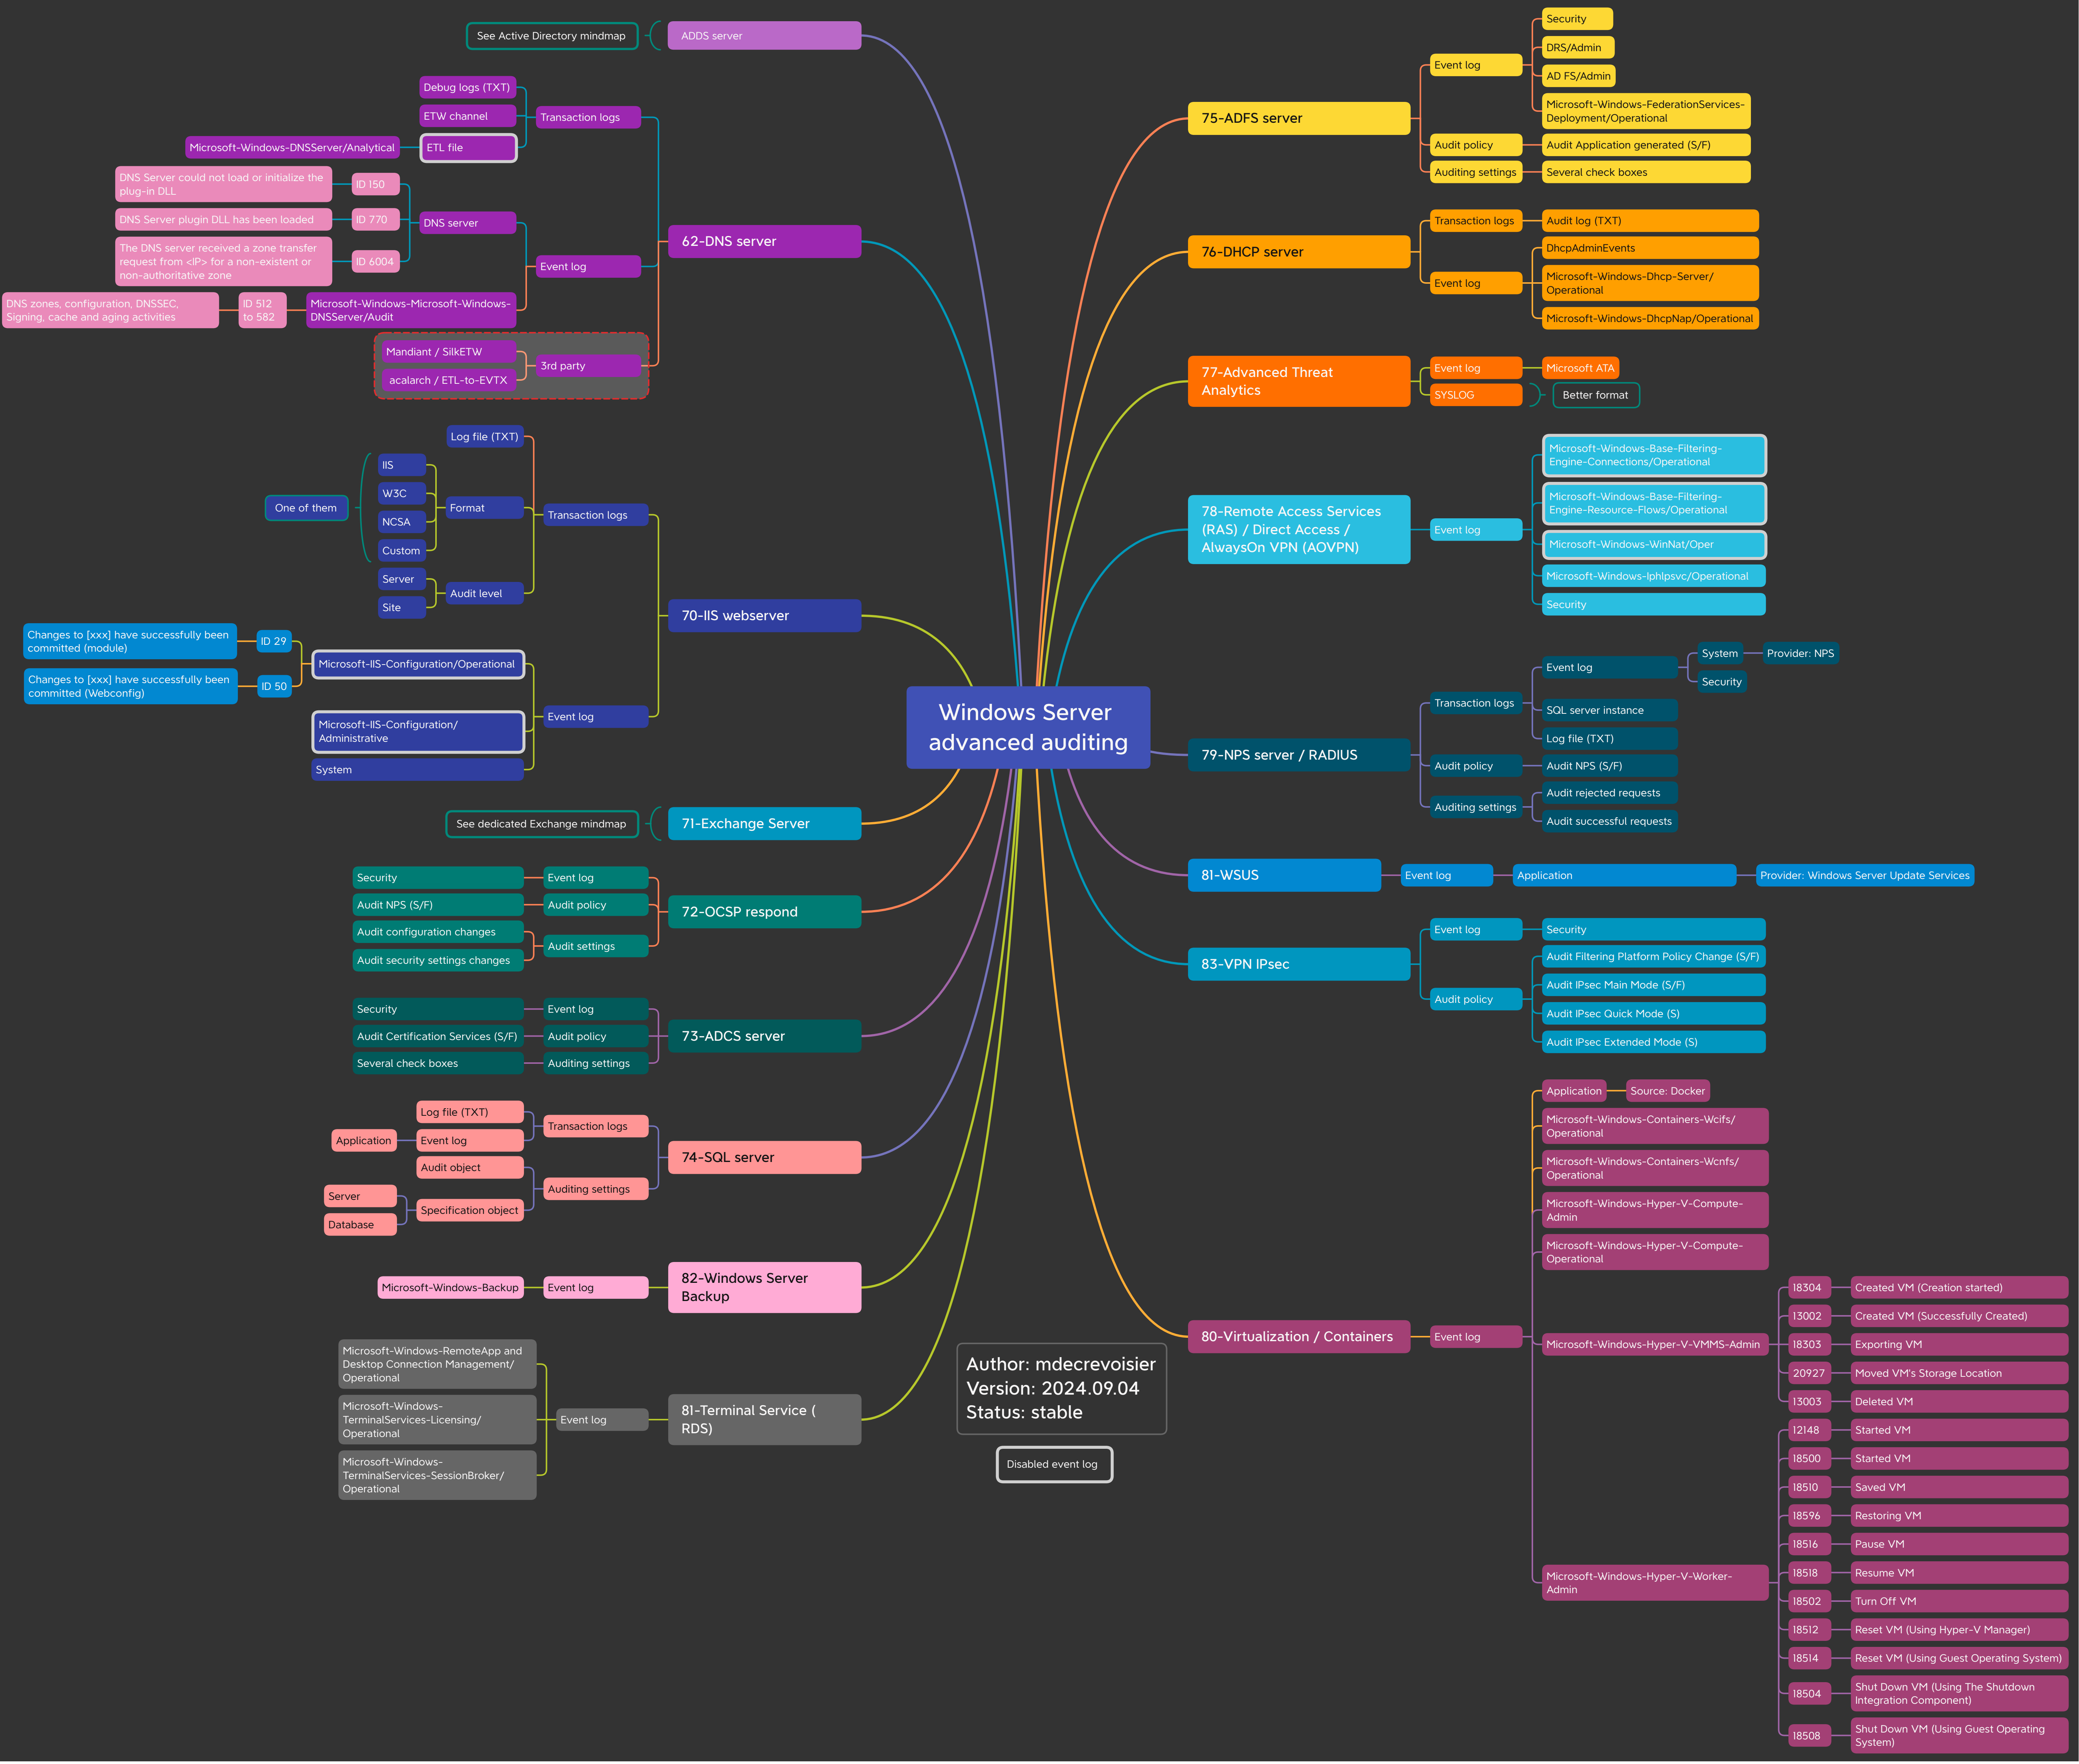 See Active Directory mindmap
ADDS server
Debug logs (TXT)
ETW channel
Transaction logs
Microsoft-Windows-DNSServer/Analytical
ETL file
DNS Server could not load or initialize the
plug-in DLL
ID 150
DNS Server plugin DLL has been loaded
ID 770
DNS server
The DNS server received a zone transfer
request from <IP> for a non-existent or
non-authoritative zone
ID 6004
Event log
62-DNS server
DNS zones, configuration, DNSSEC,
Signing, cache and aging activities
ID 512
to 582
Microsoft-Windows-Microsoft-Windows-
DNSServer/Audit
Mandiant / SilkETW
acalarch / ETL-to-EVTX
3rd party
Log file (TXT)
IIS
W3C
NCSA
Custom
One of them
Format
Transaction logs
Server
Site
Audit level
70-IIS webserver
Changes to [xxx] have successfully been
committed (module)
ID 29
Changes to [xxx] have successfully been
committed (Webconfig)
ID 50
Microsoft-IIS-Configuration/Operational
Microsoft-IIS-Configuration/
Administrative
System
Event log
See dedicated Exchange mindmap
71-Exchange Server
Security
Event log
Audit NPS (S/F)
Audit policy
Audit configuration changes
Audit security settings changes
Audit settings
72-OCSP respond
Security
Event log
Audit Certification Services (S/F)
Audit policy
Several check boxes
Auditing settings
73-ADCS server
Log file (TXT)
Application
Event log
Transaction logs
Audit object
Server
Database
Specification object
Auditing settings
74-SQL server
Microsoft-Windows-Backup
Event log
82-Windows Server
Backup
Microsoft-Windows-RemoteApp and
Desktop Connection Management/
Operational
Microsoft-Windows-
TerminalServices-Licensing/
Operational
Microsoft-Windows-
TerminalServices-SessionBroker/
Operational
Event log
81-Terminal Service (
RDS)
Windows Server
advanced auditing
Author: mdecrevoisier
Version: 2024.09.04
Status: stable
Disabled event log
75-ADFS server
Event log
Security
DRS/Admin
AD FS/Admin
Microsoft-Windows-FederationServices-
Deployment/Operational
Audit policy
Audit Application generated (S/F)
Auditing settings
Several check boxes
76-DHCP server
Transaction logs
Audit log (TXT)
Event log
DhcpAdminEvents
Microsoft-Windows-Dhcp-Server/
Operational
Microsoft-Windows-DhcpNap/Operational
77-Advanced Threat
Analytics
Event log
Microsoft ATA
SYSLOG
Better format
78-Remote Access Services
(RAS) / Direct Access /
AlwaysOn VPN (AOVPN)
Event log
Microsoft-Windows-Base-Filtering-
Engine-Connections/Operational
Microsoft-Windows-Base-Filtering-
Engine-Resource-Flows/Operational
Microsoft-Windows-WinNat/Oper
Microsoft-Windows-Iphlpsvc/Operational
Security
79-NPS server / RADIUS
Transaction logs
Event log
System
Provider: NPS
Security
SQL server instance
Log file (TXT)
Audit policy
Audit NPS (S/F)
Auditing settings
Audit rejected requests
Audit successful requests
81-WSUS
Event log
Application
Provider: Windows Server Update Services
83-VPN IPsec
Event log
Security
Audit policy
Audit Filtering Platform Policy Change (S/F)
Audit IPsec Main Mode (S/F)
Audit IPsec Quick Mode (S)
Audit IPsec Extended Mode (S)
80-Virtualization / Containers
Event log
Application
Source: Docker
Microsoft-Windows-Containers-Wcifs/
Operational
Microsoft-Windows-Containers-Wcnfs/
Operational
Microsoft-Windows-Hyper-V-Compute-
Admin
Microsoft-Windows-Hyper-V-Compute-
Operational
Microsoft-Windows-Hyper-V-VMMS-Admin
18304
Created VM (Creation started)
13002
Created VM (Successfully Created)
18303
Exporting VM
20927
Moved VM's Storage Location
13003
Deleted VM
Microsoft-Windows-Hyper-V-Worker-
Admin
12148
Started VM
18500
Started VM
18510
Saved VM
18596
Restoring VM
18516
Pause VM
18518
Resume VM
18502
Turn Off VM
18512
Reset VM (Using Hyper-V Manager)
18514
Reset VM (Using Guest Operating System)
18504
Shut Down VM (Using The Shutdown
Integration Component)
18508
Shut Down VM (Using Guest Operating
System)